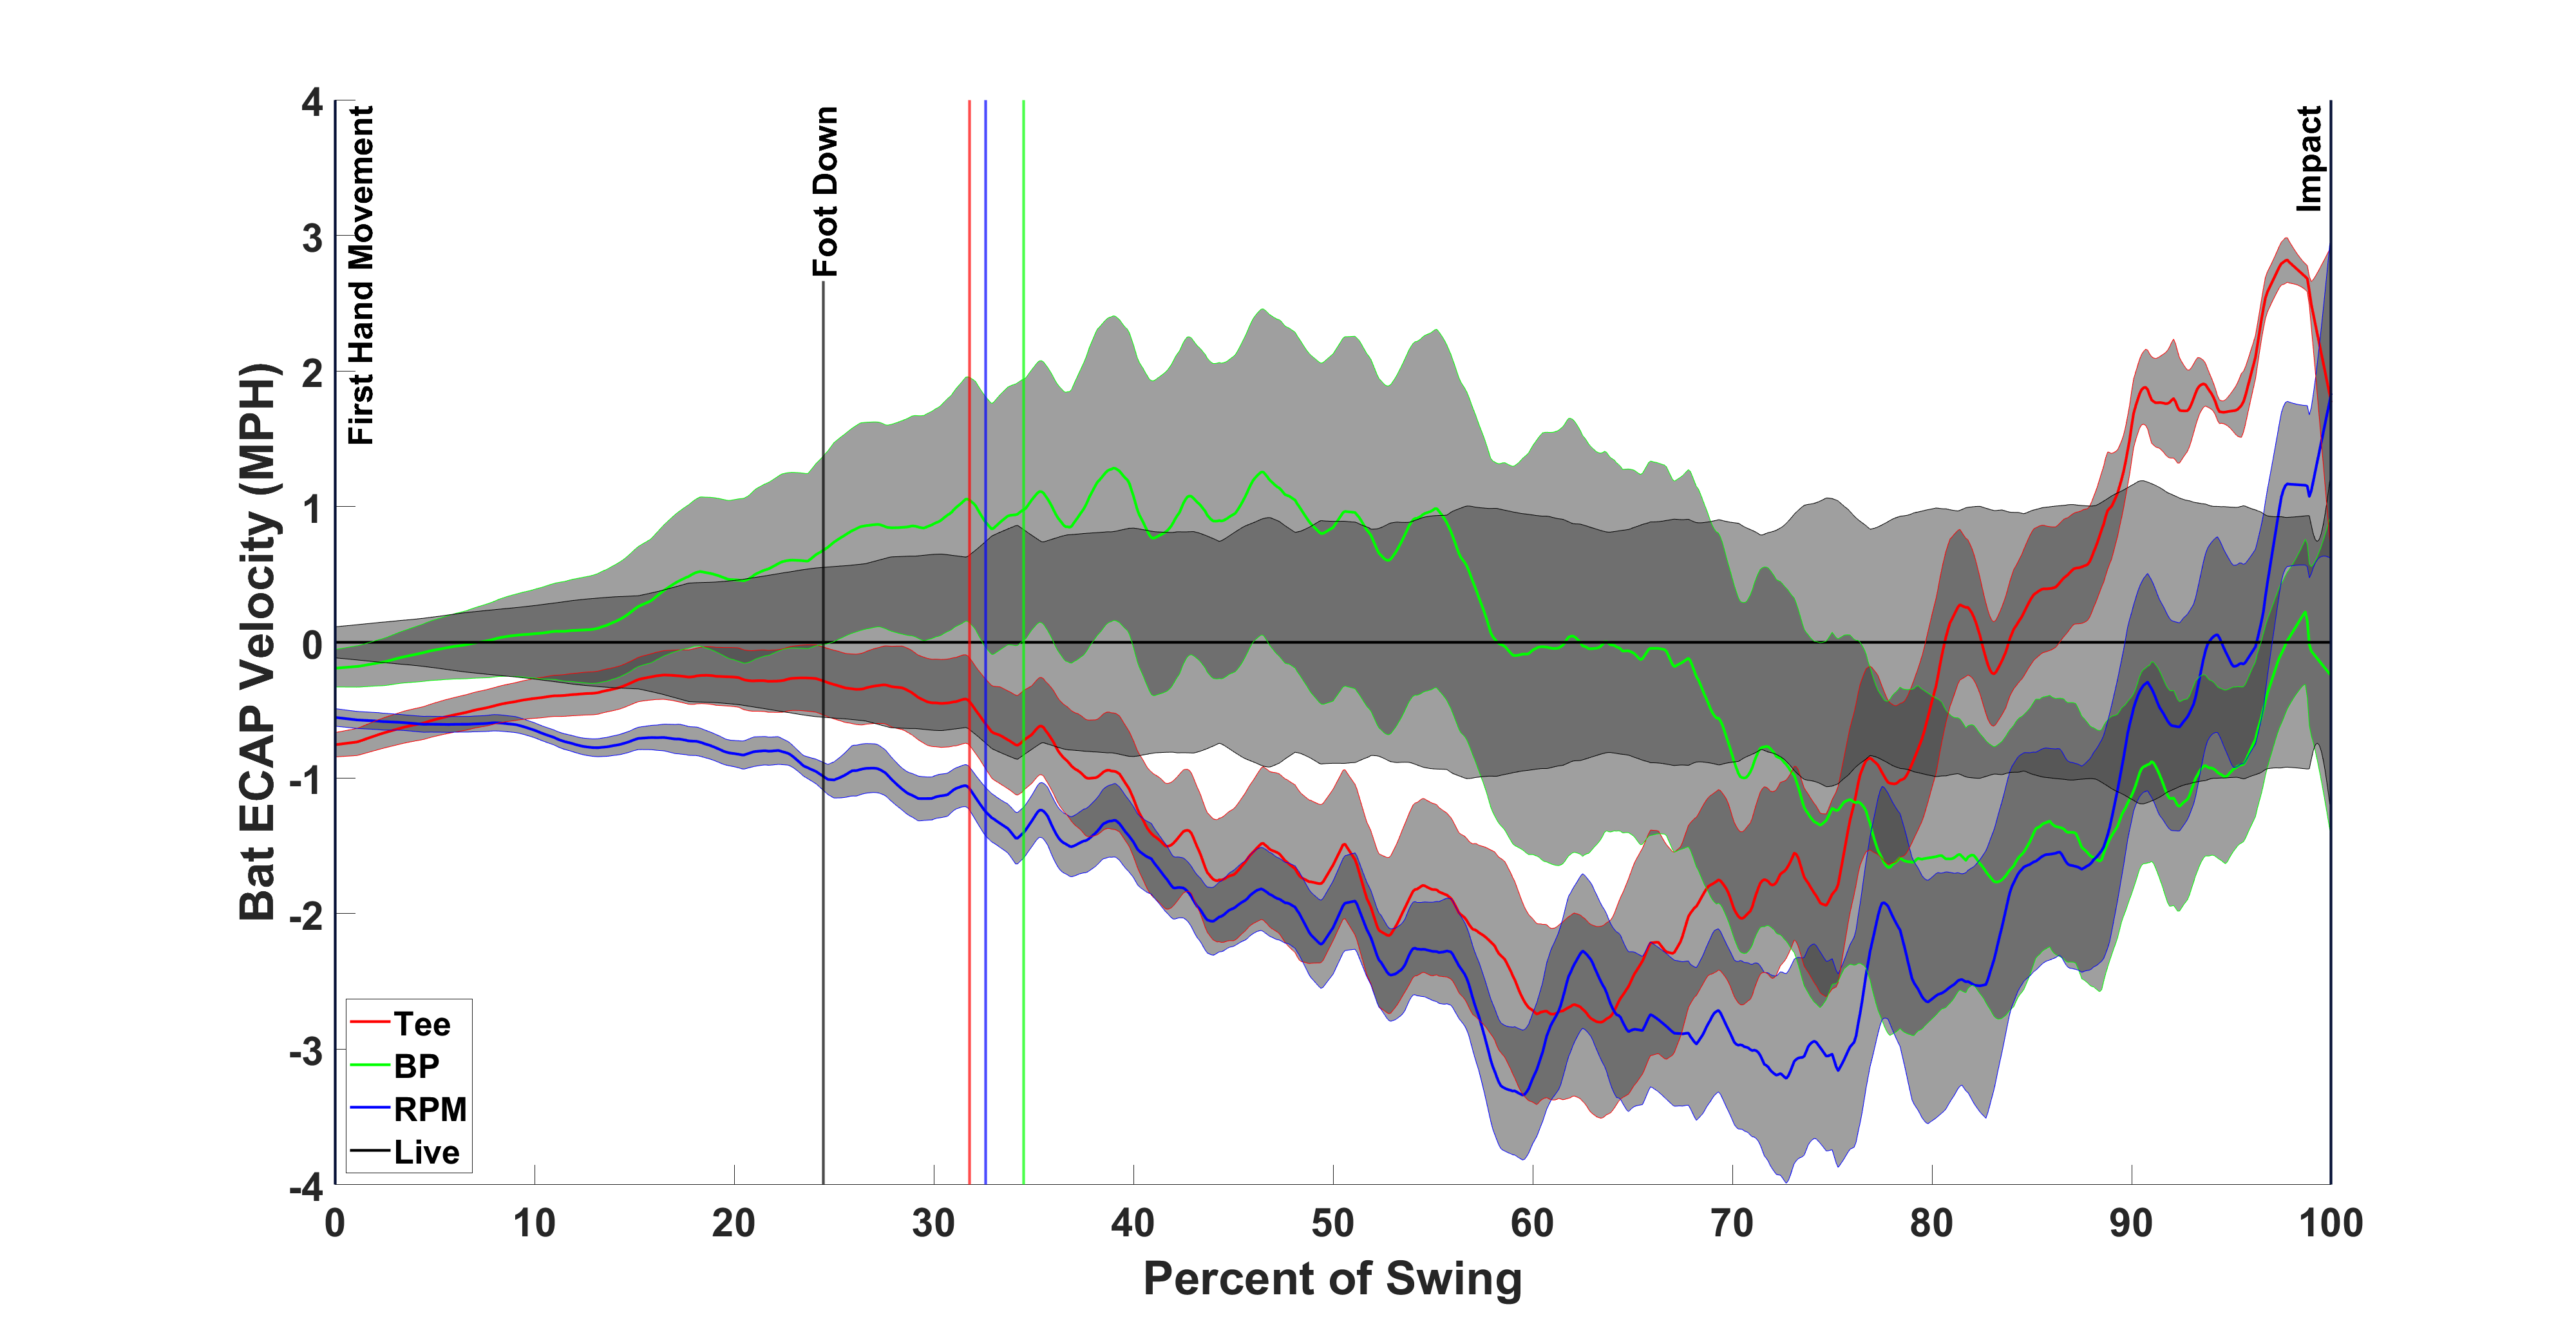 Bat ECAP Velocity (MPH)
4
3
2
1
0
-1
-2
-3
-4
First Hand Movement
Foot Down
Impact
Tee
BP
RPM
Live
0 10 20 30 40 50 60 70 80 90 100
Percent of Swing